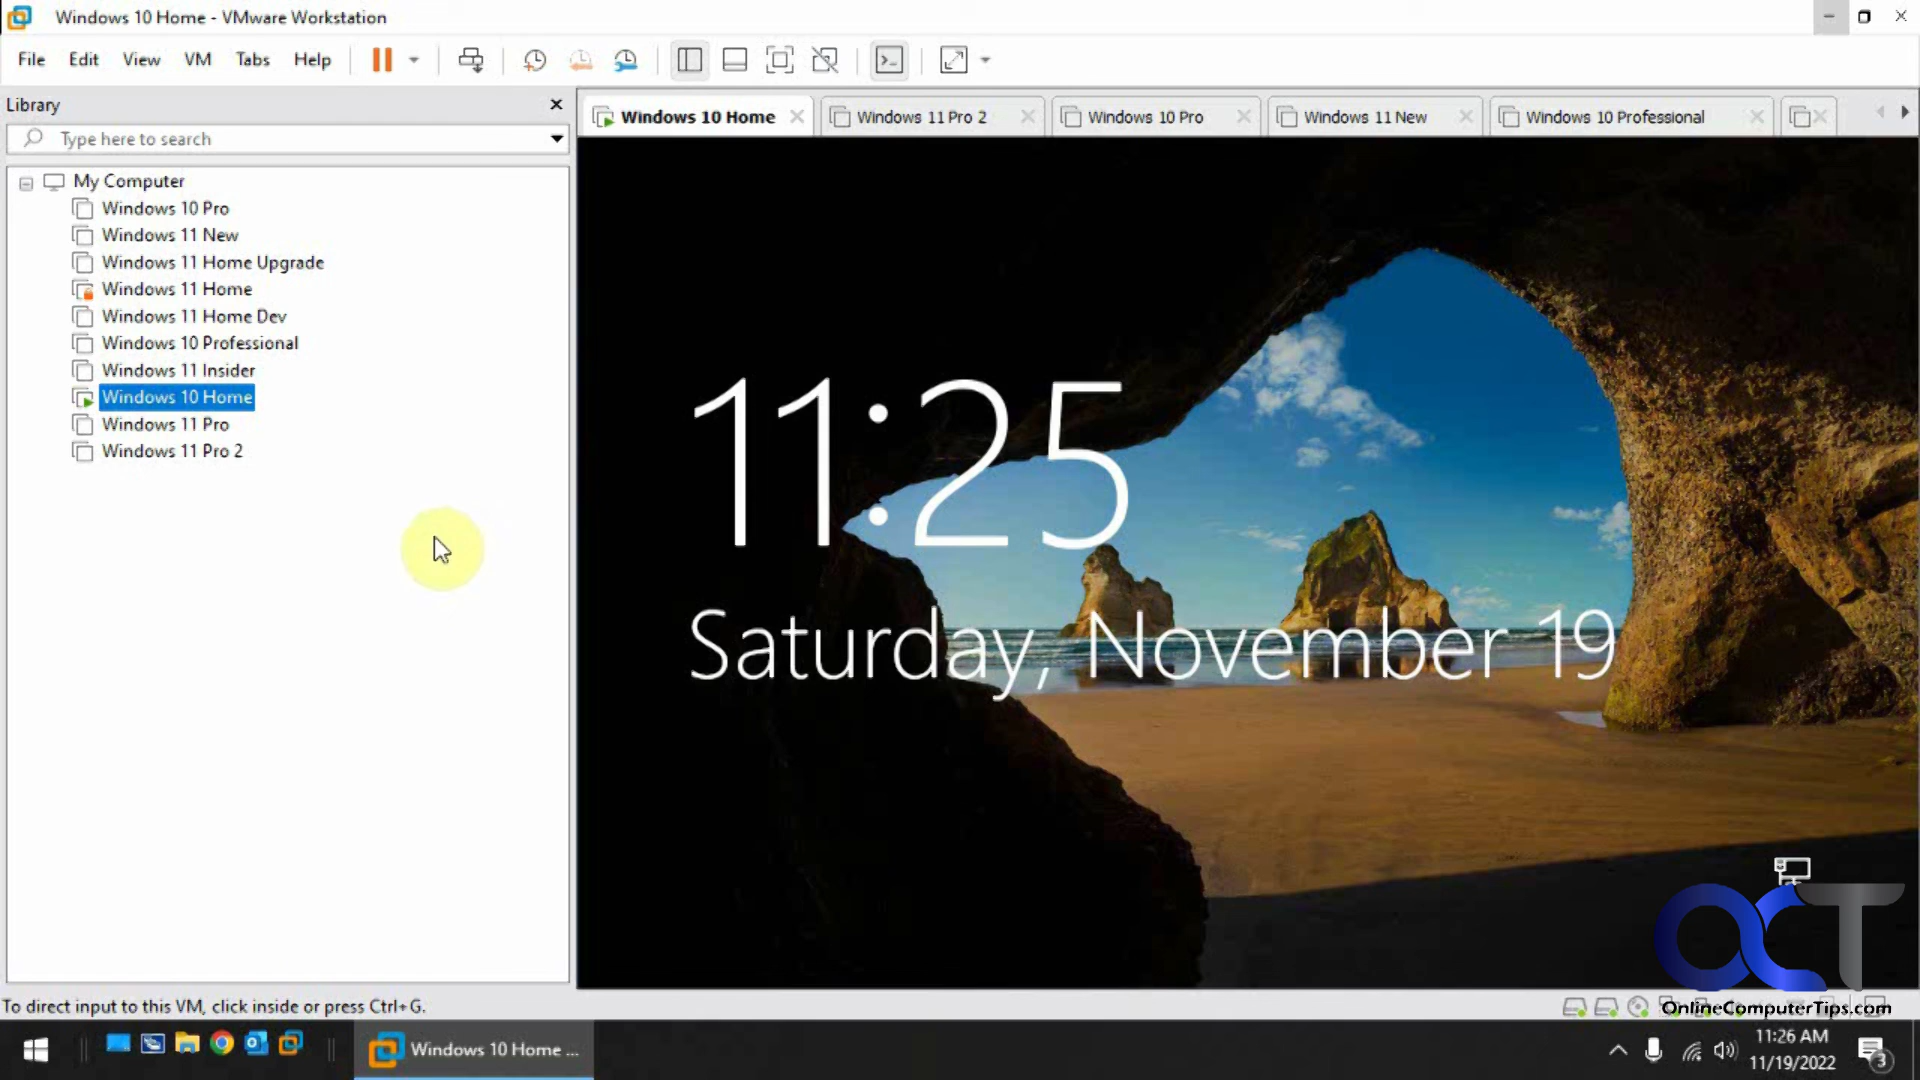 Windows 10 Home - VMware Workstation
File Edit View VM Tabs Help
Library
Type here to search
My Computer
Windows 10 Pro
Windows 11 New
Windows 11 Home Upgrade
Windows 11 Home
Windows 11 Home Dev
Windows 10 Professional
Windows 11 Insider
Windows 10 Home
Windows 11 Pro
Windows 11 Pro 2
Windows 10 Home Windows 11 Pro 2 Windows 10 Pro Windows 11 New Windows 10 Professional
11:25
Saturday, November 19
OCT
OnlineComputerTips.com
To direct input to this VM, click inside or press Ctrl+G.
Windows 10 Home ...
11:26 AM
11/19/2022
3